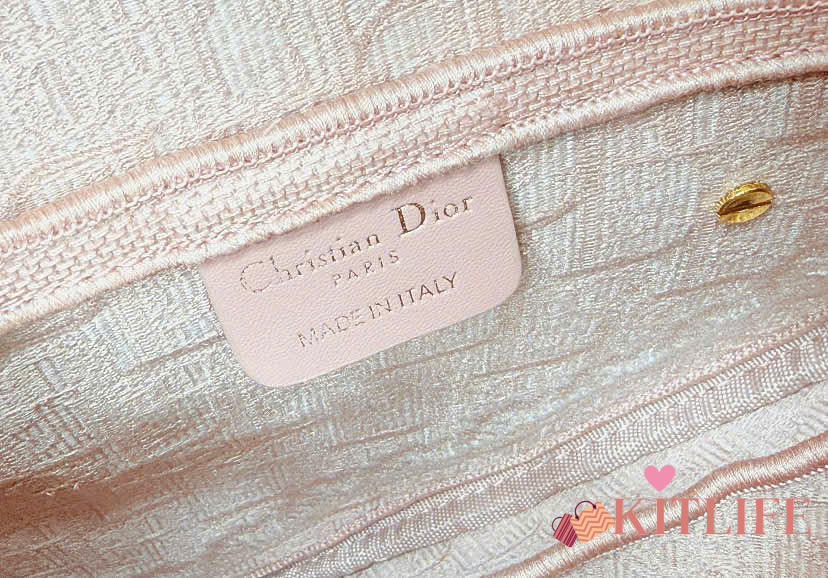 Christian Dior
PARIS
MADE IN ITALY
KITLIFE